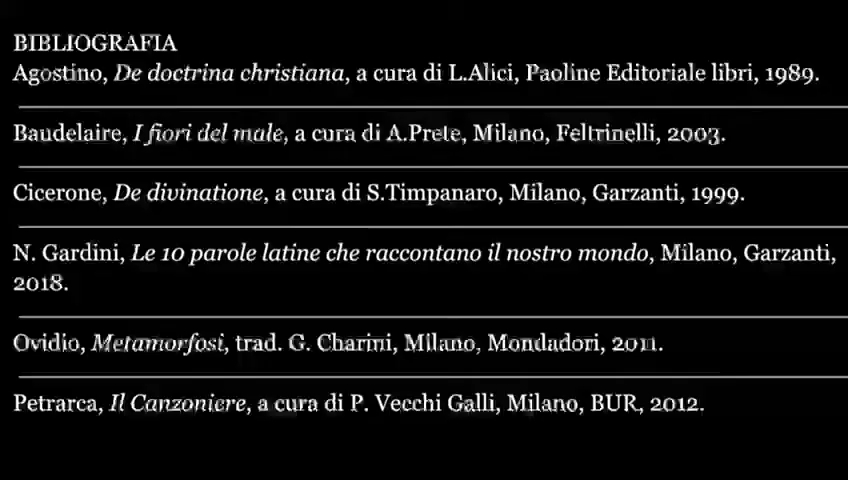 BIBLIOGRAFIA
Agostino, De doctrina christiana, a cura di L.Alici, Paoline Editoriale libri, 1989.
Baudelaire, I fiori del male, a cura di A.Prete, Milano, Feltrinelli, 2003.
Cicerone, De divinatione, a cura di S.Timpanaro, Milano, Garzanti, 1999.
N. Gardini, Le 10 parole latine che raccontano il nostro mondo, Milano, Garzanti,
2018.
Ovidio, Metamorfosi, trad. G. Charini, Milano, Mondadori, 2011.
Petrarca, Il Canzoniere, a cura di P. Vecchi Galli, Milano, BUR, 2012.